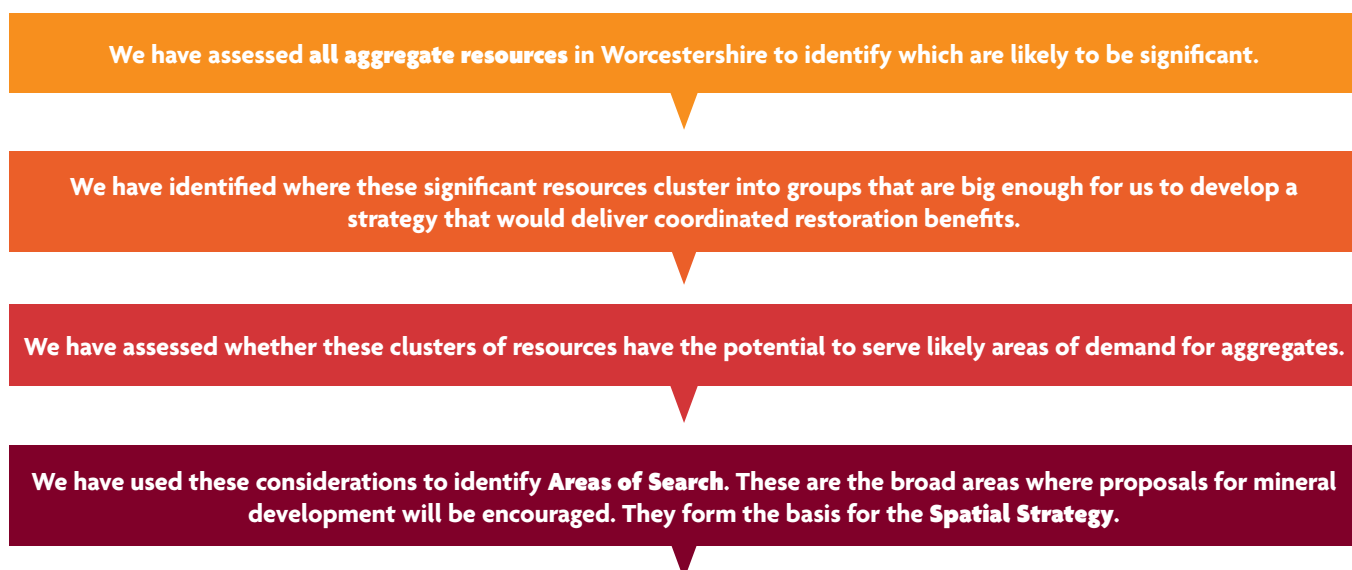 We have assessed all aggregate resources in Worcestershire to identify which are likely to be significant.
We have identified where these significant resources cluster into groups that are big enough for us to develop a
strategy that would deliver coordinated restoration benefits.
We have assessed whether these clusters of resources have the potential to serve likely areas of demand for aggregates.
We have used these considerations to identify Areas of Search. These are the broad areas where proposals for mineral
development will be encouraged. They form the basis for the Spatial Strategy.